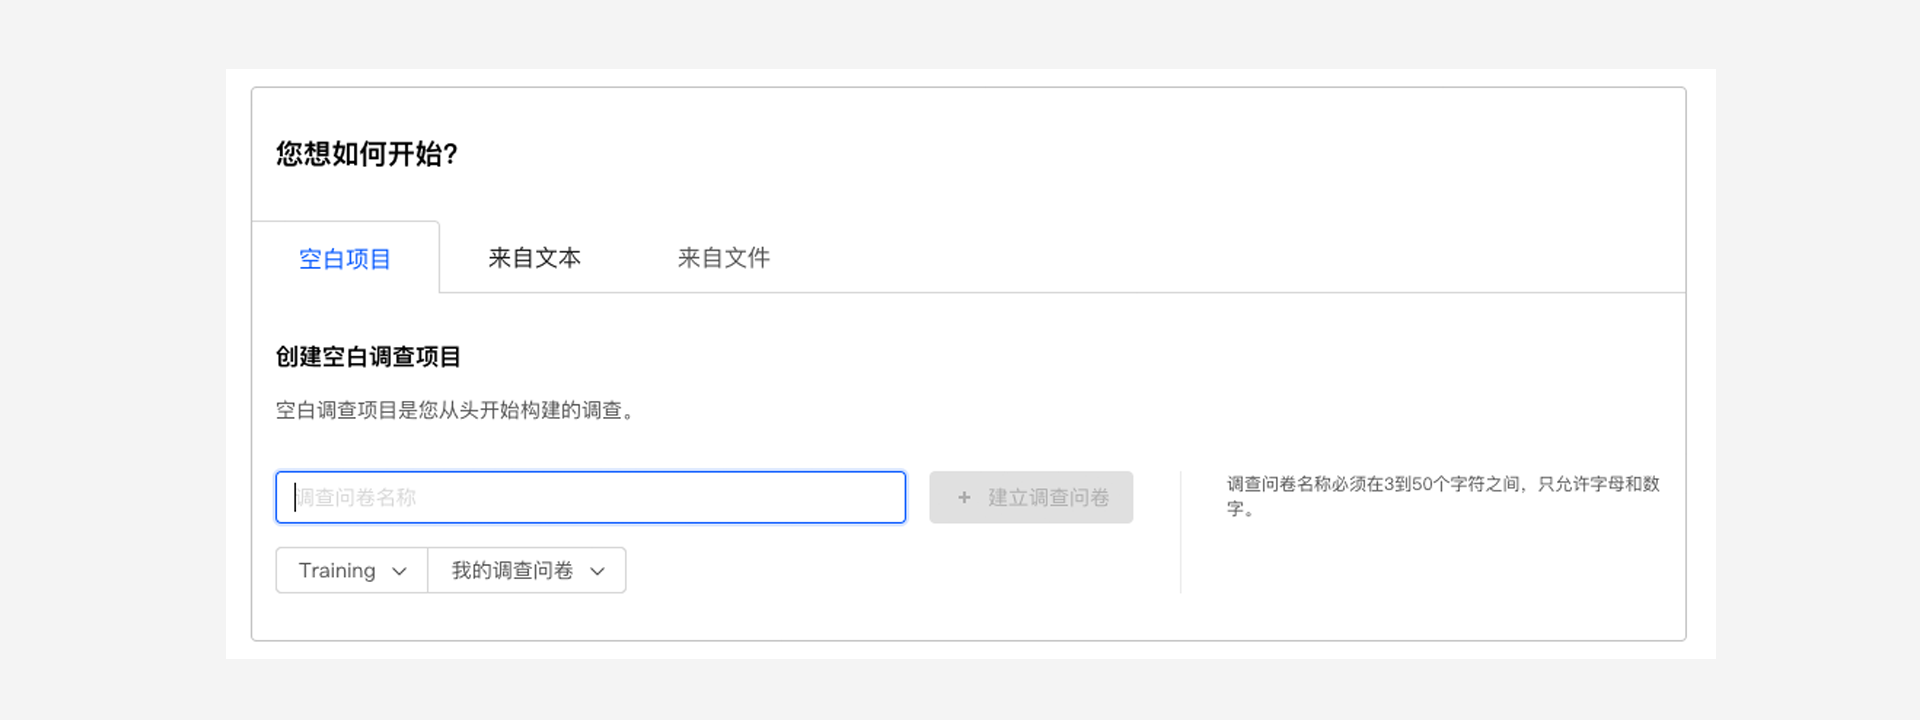 您想如何开始?
空白项目
来自文本
来自文件
创建空白调查项目
空白调查项目是您从头开始构建的调查。
调查问卷名称
+ 建立调查问卷
调查问卷名称必须在3到50个字符之间，只允许字母和数
字。
Training
我的调查问卷